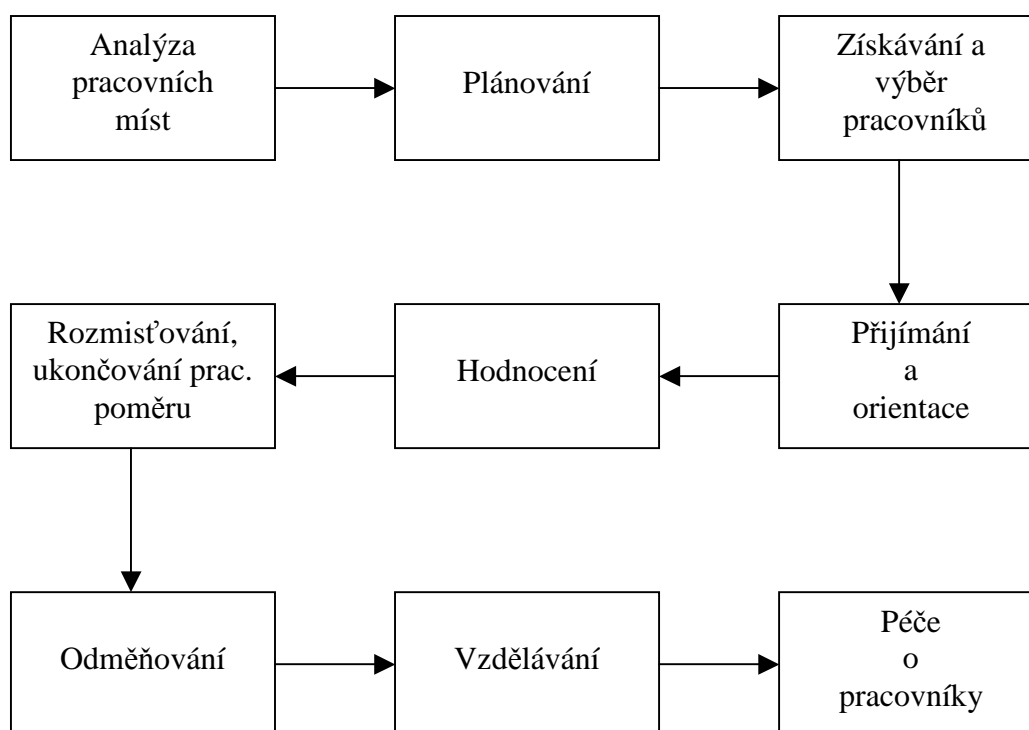 Analýza
pracovních
míst
Plánování
Získávání a
výběr
pracovníků
Rozmisťování,
ukončování prac.
poměru
Hodnocení
Přijímání
a
orientace
Odměňování
Vzdělávání
Péče
o
pracovníky